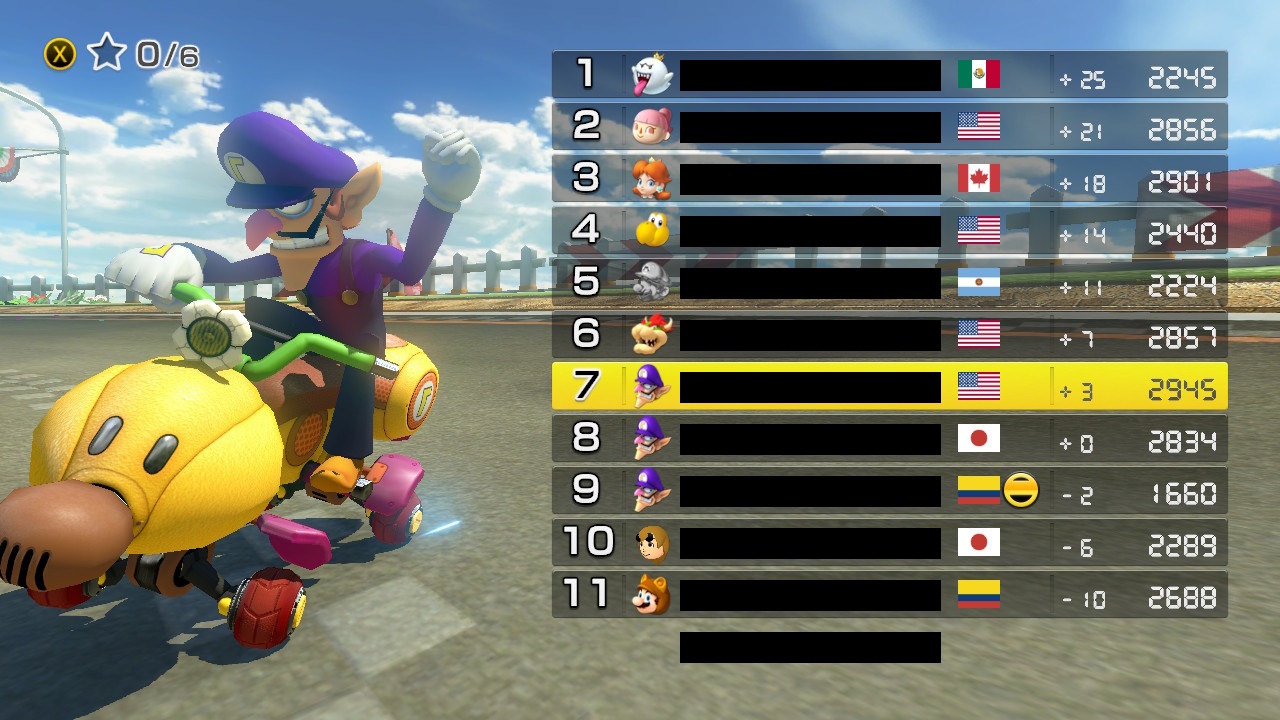 X 0/6
1 + 25 2245
2 + 21 2856
3 + 18 2901
4 + 14 2440
5 + 11 2224
6 + 7 2857
7 + 3 2945
8 + 0 2834
9 - 2 1660
10 - 6 2289
11 - 10 2688